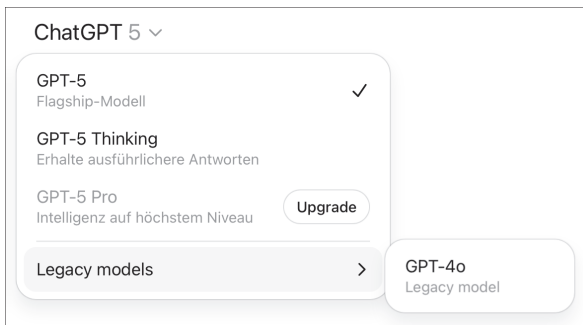 ChatGPT 5
GPT-5
Flagship-Modell
GPT-5 Thinking
Erhalte ausführlichere Antworten
GPT-5 Pro
Intelligenz auf höchstem Niveau
Upgrade
Legacy models
GPT-4o
Legacy model